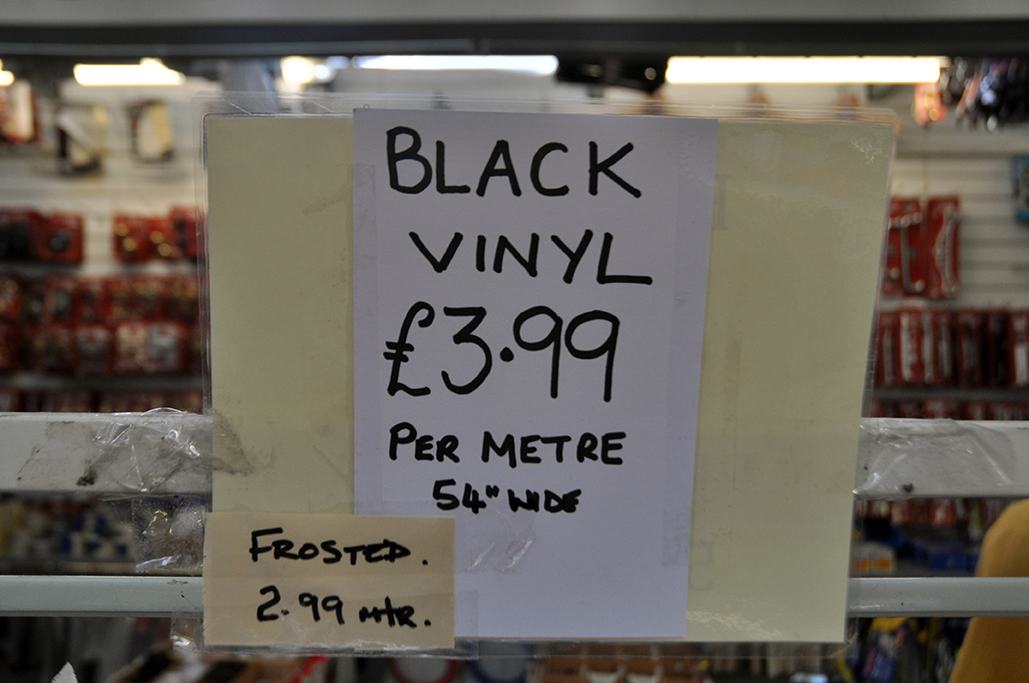 BLACK
VINYL
£3.99
PER METRE
54" WIDE
FROSTED.
2.99 mtr.